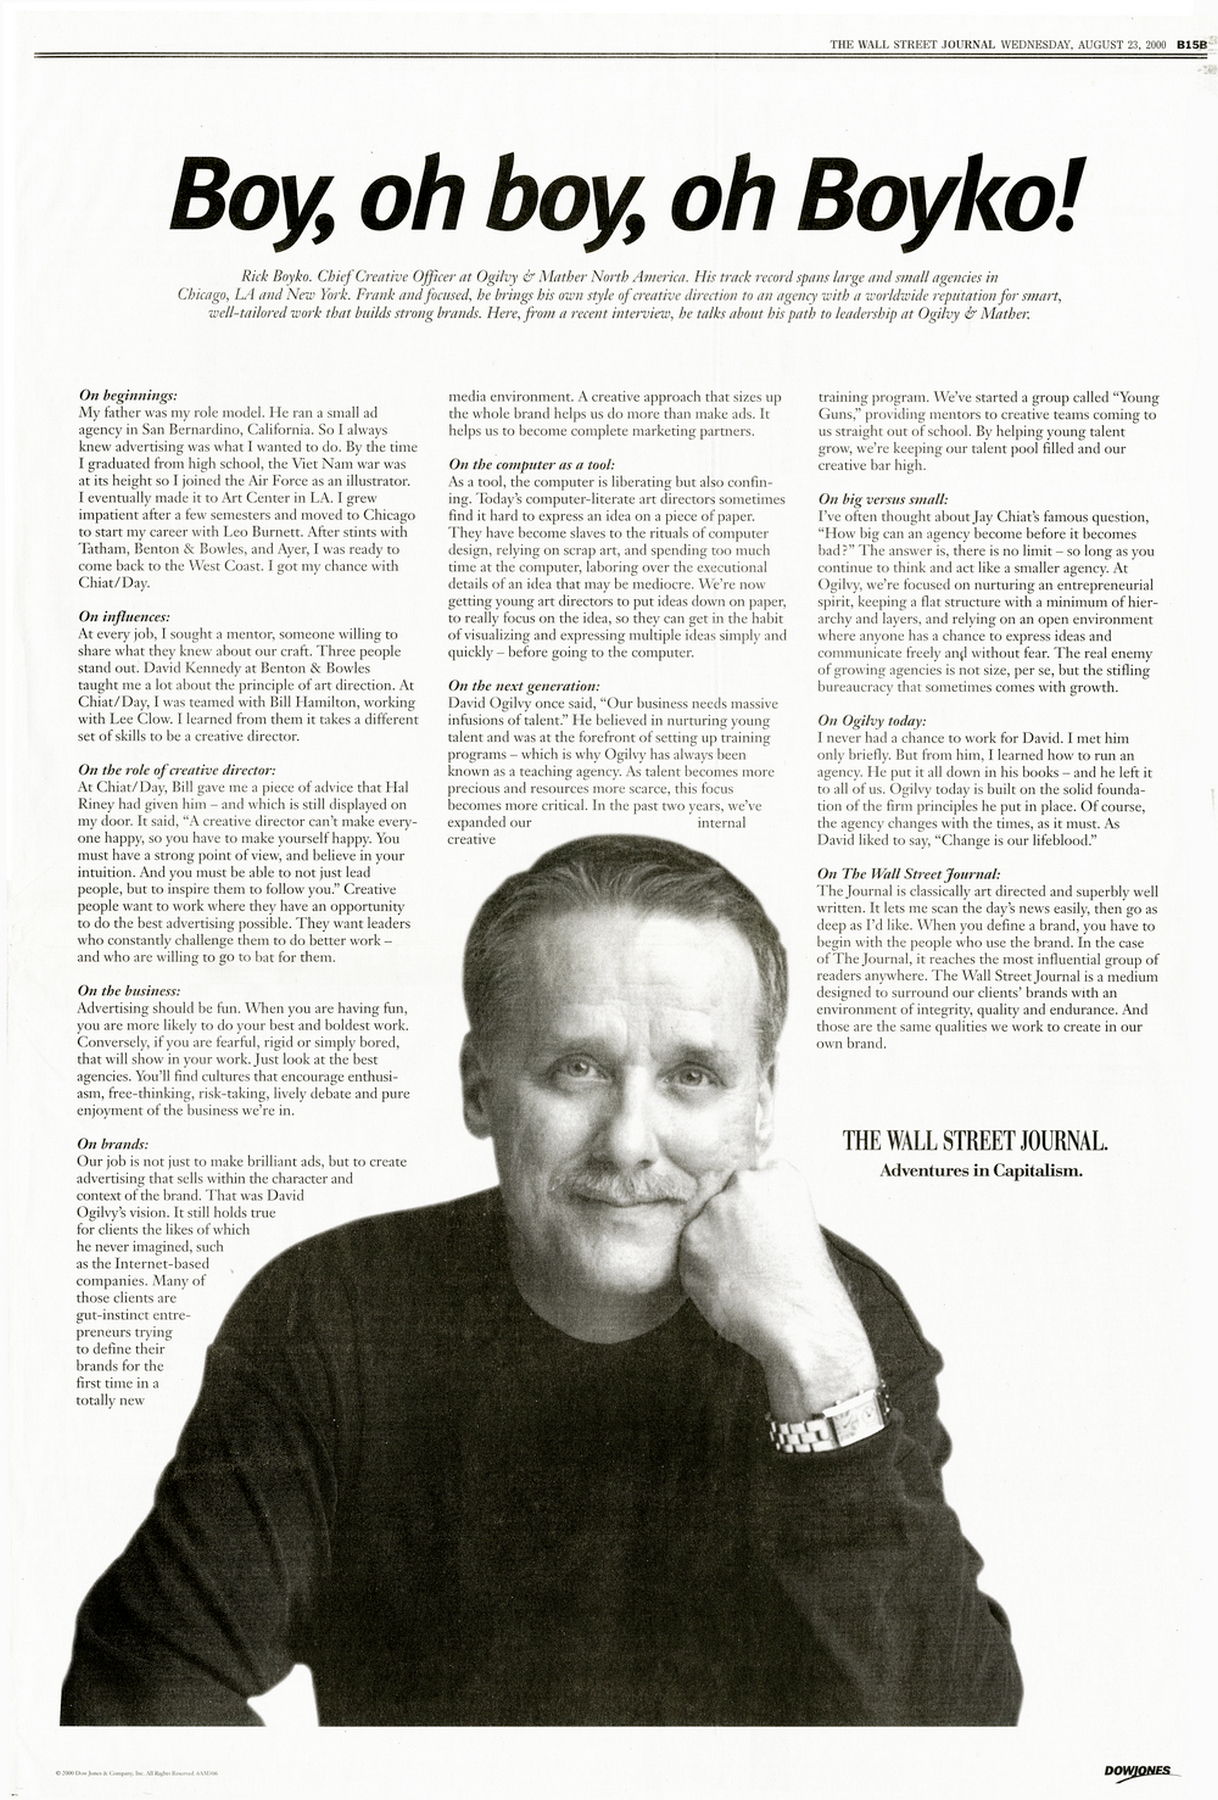 THE WALL STREET JOURNAL WEDNESDAY, AUGUST 23, 2000 B15B
Boy, oh boy, oh Boyko!
Rick Boyko. Chief Creative Officer at Ogilvy & Mather North America. His track record spans large and small agencies in
Chicago, LA and New York. Frank and focused, he brings his own style of creative direction to an agency with a worldwide reputation for smart,
well-tailored work that builds strong brands. Here, from a recent interview, he talks about his path to leadership at Ogilvy & Mather.
On beginnings:
My father was my role model. He ran a small ad
agency in San Bernardino, California. So I always
knew advertising was what I wanted to do. By the time
I graduated from high school, the Viet Nam war was
at its height so I joined the Air Force as an illustrator.
I eventually made it to Art Center in LA. I grew
impatient after a few semesters and moved to Chicago
to start my career with Leo Burnett. After stints with
Tatham, Benton & Bowles, and Ayer, I was ready to
come back to the West Coast. I got my chance with
Chiat/Day.
On influences:
At every job, I sought a mentor, someone willing to
share what they knew about our craft. Three people
stand out. David Kennedy at Benton & Bowles
taught me a lot about the principle of art direction. At
Chiat/Day, I was teamed with Bill Hamilton, working
with Lee Clow. I learned from them it takes a different
set of skills to be a creative director.
On the role of creative director:
At Chiat/Day, Bill gave me a piece of advice that Hal
Riney had given him – and which is still displayed on
my door. It said, “A creative director can’t make every-
one happy, so you have to make yourself happy. You
must have a strong point of view, and believe in your
intuition. And you must be able to not just lead
people, but to inspire them to follow you.” Creative
people want to work where they have an opportunity
to do the best advertising possible. They want leaders
who constantly challenge them to do better work –
and who are willing to go to bat for them.
On the business:
Advertising should be fun. When you are having fun,
you are more likely to do your best and boldest work.
Conversely, if you are fearful, rigid or simply bored,
that will show in your work. Just look at the best
agencies. You’ll find cultures that encourage enthusi-
asm, free-thinking, risk-taking, lively debate and pure
enjoyment of the business we’re in.
On brands:
Our job is not just to make brilliant ads, but to create
advertising that sells within the character and
context of the brand. That was David
Ogilvy’s vision. It still holds true
for clients the likes of which
he never imagined, such
as the Internet-based
companies. Many of
those clients are
gut-instinct entre-
preneurs trying
to define their
brands for the
first time in a
totally new
media environment. A creative approach that sizes up
the whole brand helps us do more than make ads. It
helps us to become complete marketing partners.
On the computer as a tool:
As a tool, the computer is liberating but also confin-
ing. Today’s computer-literate art directors sometimes
find it hard to express an idea on a piece of paper.
They have become slaves to the rituals of computer
design, relying on scrap art, and spending too much
time at the computer, laboring over the executional
details of an idea that may be mediocre. We’re now
getting young art directors to put ideas down on paper,
to really focus on the idea, so they can get in the habit
of visualizing and expressing multiple ideas simply and
quickly – before going to the computer.
On the next generation:
David Ogilvy once said, “Our business needs massive
infusions of talent.” He believed in nurturing young
talent and was at the forefront of setting up training
programs – which is why Ogilvy has always been
known as a teaching agency. As talent becomes more
precious and resources more scarce, this focus
becomes more critical. In the past two years, we’ve
expanded our internal
creative
training program. We’ve started a group called “Young
Guns,” providing mentors to creative teams coming to
us straight out of school. By helping young talent
grow, we’re keeping our talent pool filled and our
creative bar high.
On big versus small:
I’ve often thought about Jay Chiat’s famous question,
“How big can an agency become before it becomes
bad?” The answer is, there is no limit – so long as you
continue to think and act like a smaller agency. At
Ogilvy, we’re focused on nurturing an entrepreneurial
spirit, keeping a flat structure with a minimum of hier-
archy and layers, and relying on an open environment
where anyone has a chance to express ideas and
communicate freely and without fear. The real enemy
of growing agencies is not size, per se, but the stifling
bureaucracy that sometimes comes with growth.
On Ogilvy today:
I never had a chance to work for David. I met him
only briefly. But from him, I learned how to run an
agency. He put it all down in his books – and he left it
to all of us. Ogilvy today is built on the solid founda-
tion of the firm principles he put in place. Of course,
the agency changes with the times, as it must. As
David liked to say, “Change is our lifeblood.”
On The Wall Street Journal:
The Journal is classically art directed and superbly well
written. It lets me scan the day’s news easily, then go as
deep as I’d like. When you define a brand, you have to
begin with the people who use the brand. In the case
of The Journal, it reaches the most influential group of
readers anywhere. The Wall Street Journal is a medium
designed to surround our clients’ brands with an
environment of integrity, quality and endurance. And
those are the same qualities we work to create in our
own brand.
THE WALL STREET JOURNAL.
Adventures in Capitalism.
© 2000 Dow Jones & Company, Inc. All Rights Reserved.
DOWJONES